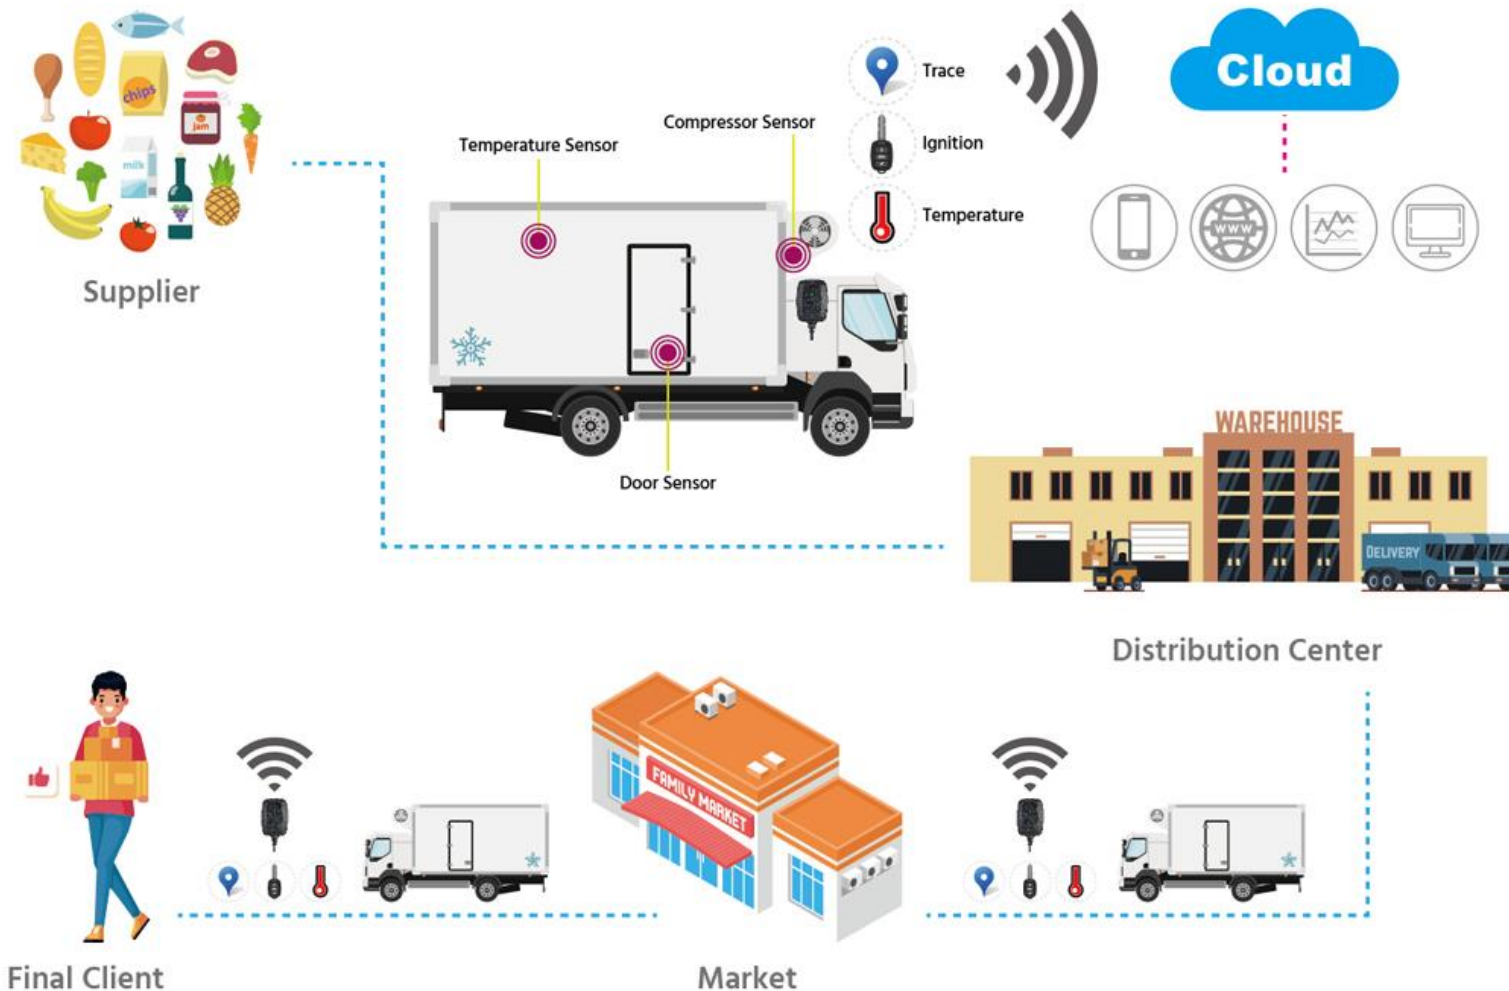 chips
jam
milk
Supplier
Temperature Sensor
Compressor Sensor
Door Sensor
Trace
Ignition
Temperature
Cloud
WWW
WAREHOUSE
DELIVERY
Distribution Center
FAMILY MARKET
Final Client
Market